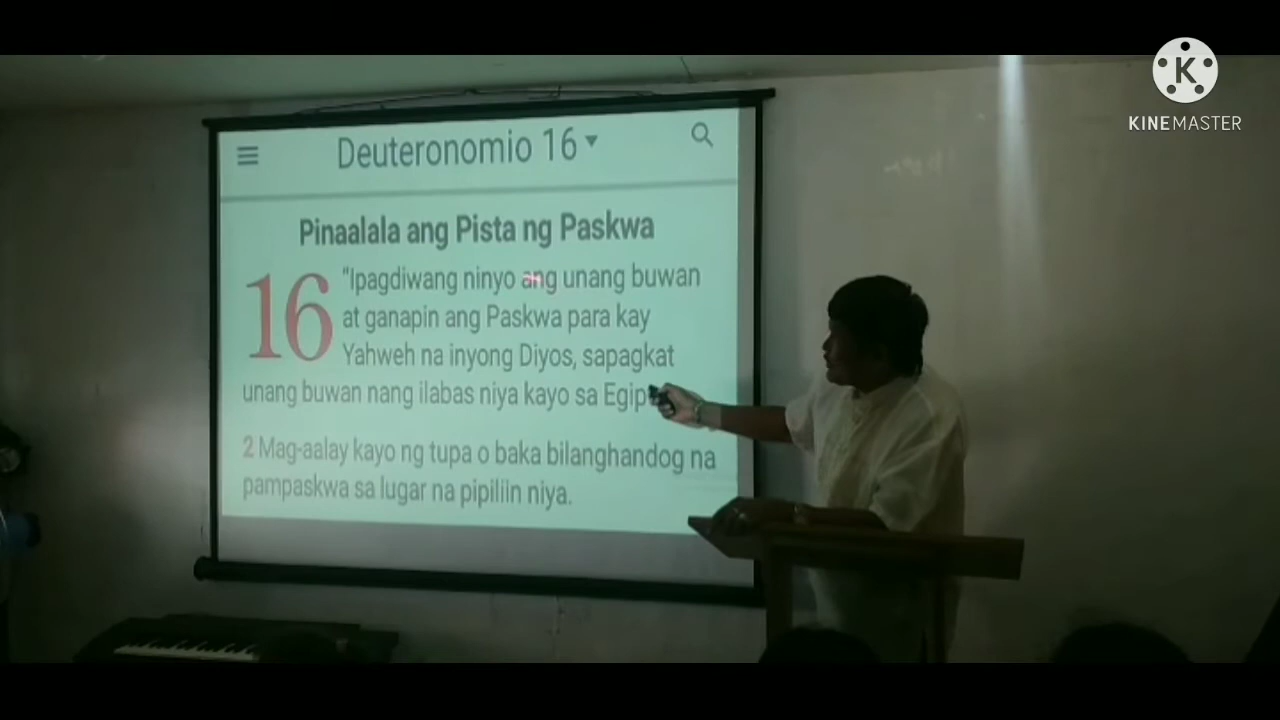 Deuteronomio 16
Pinaalala ang Pista ng Paskwa
16 "Ipagdiwang ninyo ang unang buwan
at ganapin ang Paskwa para kay
Yahweh na inyong Diyos, sapagkat
unang buwan nang ilabas niya kayo sa
2 Mag-aalay kayo ng tupa o baka bilanghandog na
pampaskwa sa lugar na pipiliin niya.
K
KINEMASTER